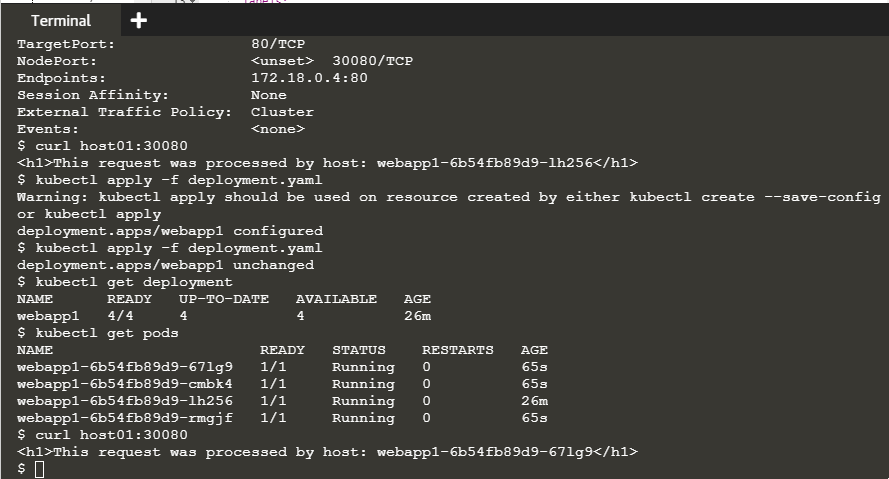 Terminal +
TargetPort: 80/TCP
NodePort: <unset> 30080/TCP
Endpoints: 172.18.0.4:80
Session Affinity: None
External Traffic Policy: Cluster
Events: <none>
$ curl host01:30080
<h1>This request was processed by host: webapp1-6b54fb89d9-lh256</h1>
$ kubectl apply -f deployment.yaml
Warning: kubectl apply should be used on resource created by either kubectl create --save-config
or kubectl apply
deployment.apps/webapp1 configured
$ kubectl apply -f deployment.yaml
deployment.apps/webapp1 unchanged
$ kubectl get deployment
NAME READY UP-TO-DATE AVAILABLE AGE
webapp1 4/4 4 4 26m
$ kubectl get pods
NAME READY STATUS RESTARTS AGE
webapp1-6b54fb89d9-67lg9 1/1 Running 0 65s
webapp1-6b54fb89d9-cmbk4 1/1 Running 0 65s
webapp1-6b54fb89d9-lh256 1/1 Running 0 26m
webapp1-6b54fb89d9-rmgjf 1/1 Running 0 65s
$ curl host01:30080
<h1>This request was processed by host: webapp1-6b54fb89d9-67lg9</h1>
$